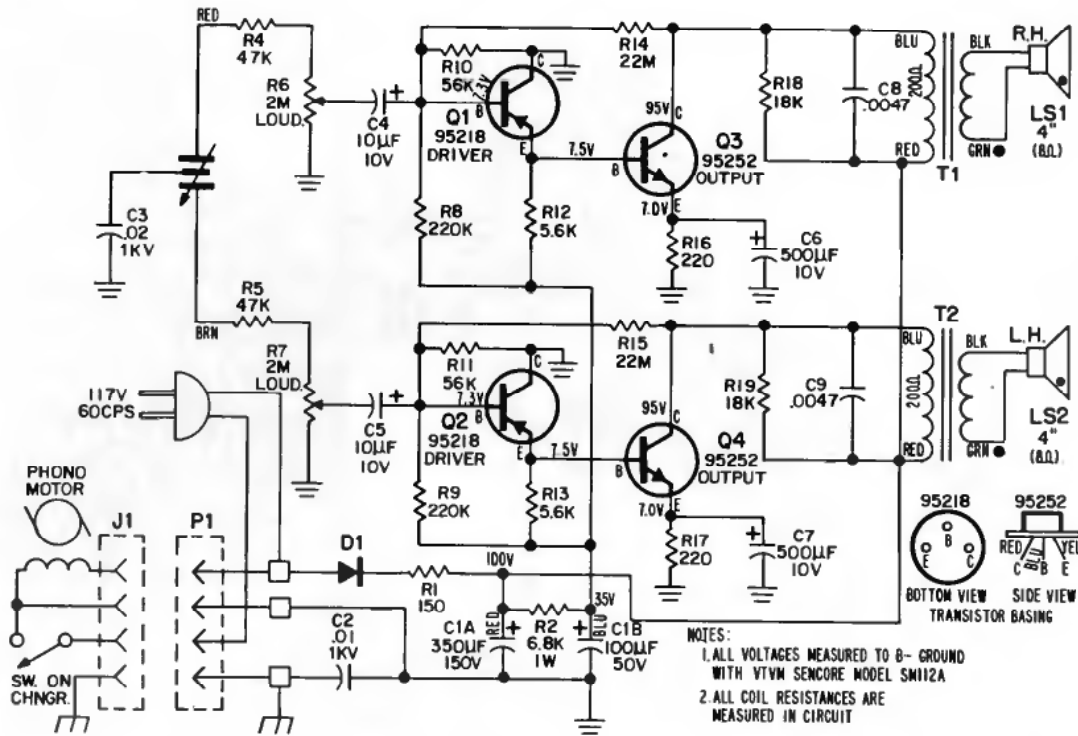 RED
R4
47K
R6
2M
LOUD.
C4
10µF
10V
R10
56K
7.3V
B
C
E
Q1
95218
DRIVER
R8
220K
R12
5.6K
7.5V
R14
22M
95V
C
B
E
7.0V
Q3
95252
OUTPUT
R16
220
C6
500µF
10V
R18
18K
C8
.0047
BLU
200Ω
RED
T1
BLK
GRN
R.H.
LS1
4"
(8Ω)
C3
.02
1KV
R5
47K
BRN
R7
2M
LOUD.
C5
10µF
10V
R11
56K
7.3V
B
C
E
Q2
95218
DRIVER
R9
220K
R13
5.6K
7.5V
R15
22M
95V
C
B
E
7.0V
Q4
95252
OUTPUT
R17
220
C7
500µF
10V
R19
18K
C9
.0047
BLU
200Ω
RED
T2
BLK
GRN
L.H.
LS2
4"
(8Ω)
117V
60CPS
PHONO
MOTOR
J1
P1
SW. ON
CHNGR.
D1
R1
150
C2
.01
1KV
100V
RED
C1A
350µF
150V
R2
6.8K
1W
35V
BLU
C1B
100µF
50V
95218
B
E
C
BOTTOM VIEW
95252
RED
BLU
YEL
C
B
E
SIDE VIEW
TRANSISTOR BASING
NOTES:
1. ALL VOLTAGES MEASURED TO B- GROUND
WITH VTVM SENCORE MODEL SM112A
2. ALL COIL RESISTANCES ARE
MEASURED IN CIRCUIT